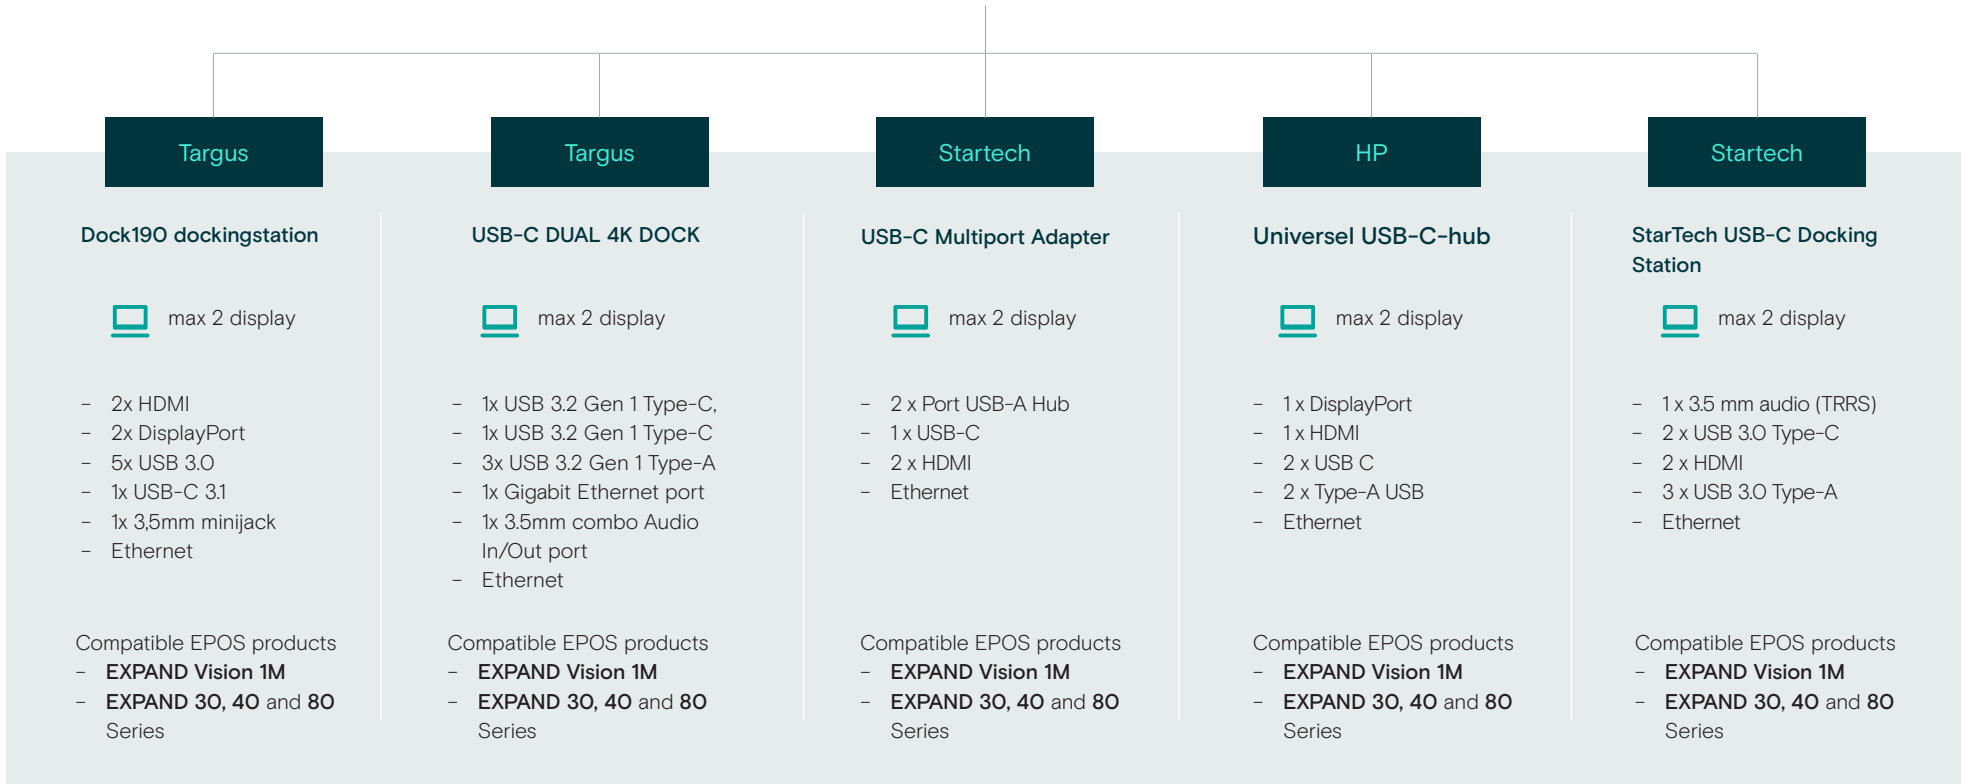 Targus
Dock190 dockingstation
max 2 display
- 2x HDMI
- 2x DisplayPort
- 5x USB 3.0
- 1x USB-C 3.1
- 1x 3,5mm minijack
- Ethernet
Compatible EPOS products
- EXPAND Vision 1M
- EXPAND 30, 40 and 80
Series
Targus
USB-C DUAL 4K DOCK
max 2 display
- 1x USB 3.2 Gen 1 Type-C,
- 1x USB 3.2 Gen 1 Type-C
- 3x USB 3.2 Gen 1 Type-A
- 1x Gigabit Ethernet port
- 1x 3.5mm combo Audio
In/Out port
- Ethernet
Compatible EPOS products
- EXPAND Vision 1M
- EXPAND 30, 40 and 80
Series
Startech
USB-C Multiport Adapter
max 2 display
- 2 x Port USB-A Hub
- 1 x USB-C
- 2 x HDMI
- Ethernet
Compatible EPOS products
- EXPAND Vision 1M
- EXPAND 30, 40 and 80
Series
HP
Universel USB-C-hub
max 2 display
- 1 x DisplayPort
- 1 x HDMI
- 2 x USB C
- 2 x Type-A USB
- Ethernet
Compatible EPOS products
- EXPAND Vision 1M
- EXPAND 30, 40 and 80
Series
Startech
StarTech USB-C Docking
Station
max 2 display
- 1 x 3.5 mm audio (TRRS)
- 2 x USB 3.0 Type-C
- 2 x HDMI
- 3 x USB 3.0 Type-A
- Ethernet
Compatible EPOS products
- EXPAND Vision 1M
- EXPAND 30, 40 and 80
Series